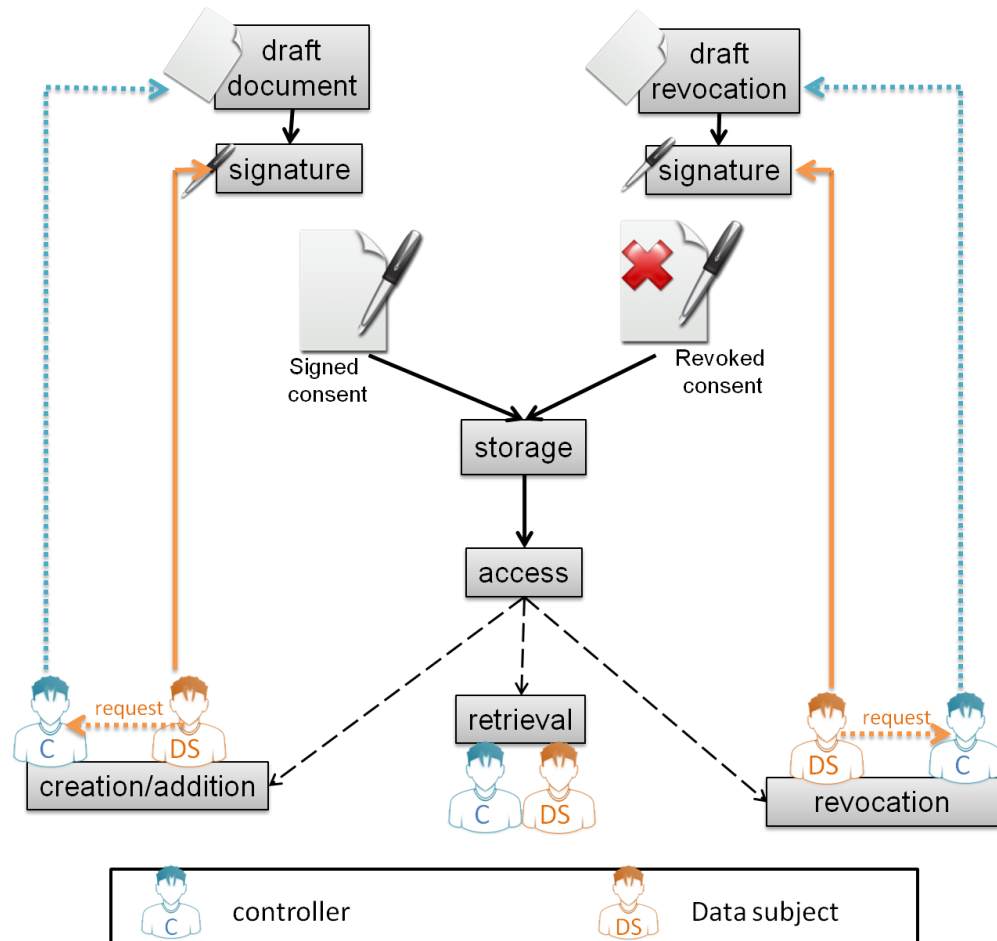 draft
document
draft
revocation
signature
signature
Signed
consent
Revoked
consent
storage
access
request
C
DS
creation/addition
retrieval
C
DS
request
DS
C
revocation
C
controller
DS
Data subject